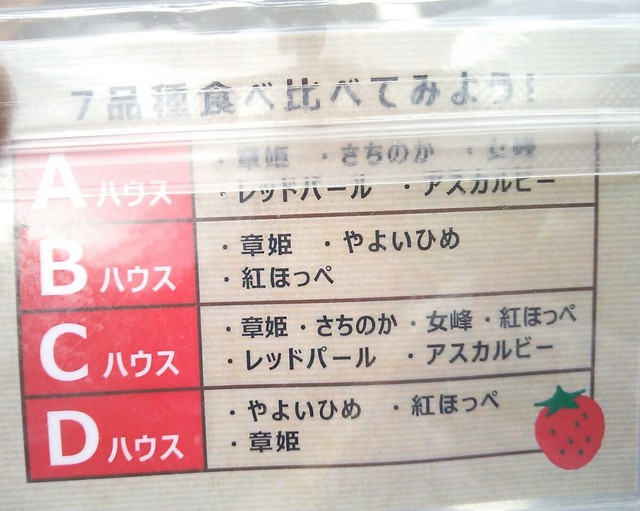 7品種食べ比べてみよう!
Aハウス
・章姫 ・さちのか ・女峰
・レッドパール ・アスカルビー
Bハウス
・章姫 ・やよいひめ
・紅ほっぺ
Cハウス
・章姫・さちのか・女峰・紅ほっぺ
・レッドパール ・アスカルビー
Dハウス
・やよいひめ ・紅ほっぺ
・章姫